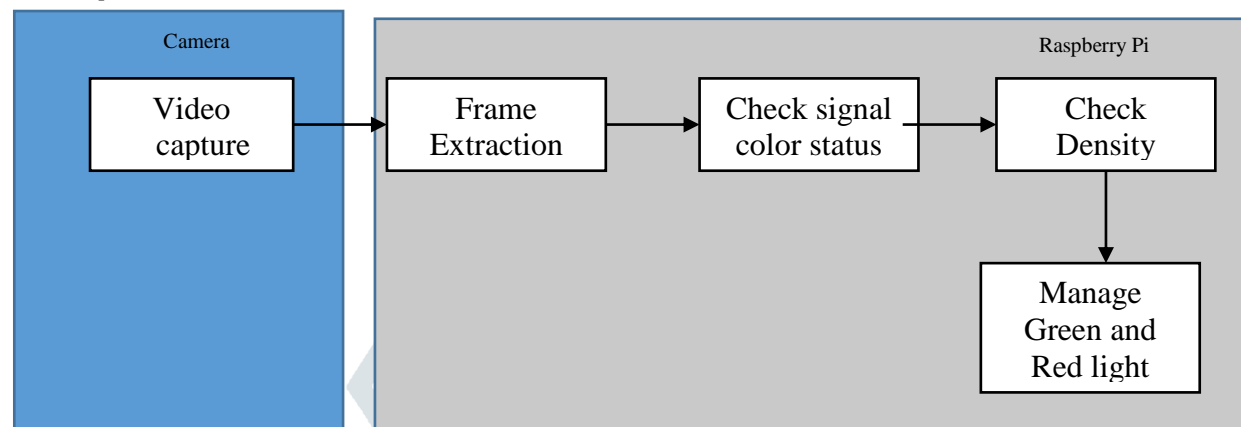 Camera
Raspberry Pi
Video
capture
Frame
Extraction
Check signal
color status
Check
Density
Manage
Green and
Red light